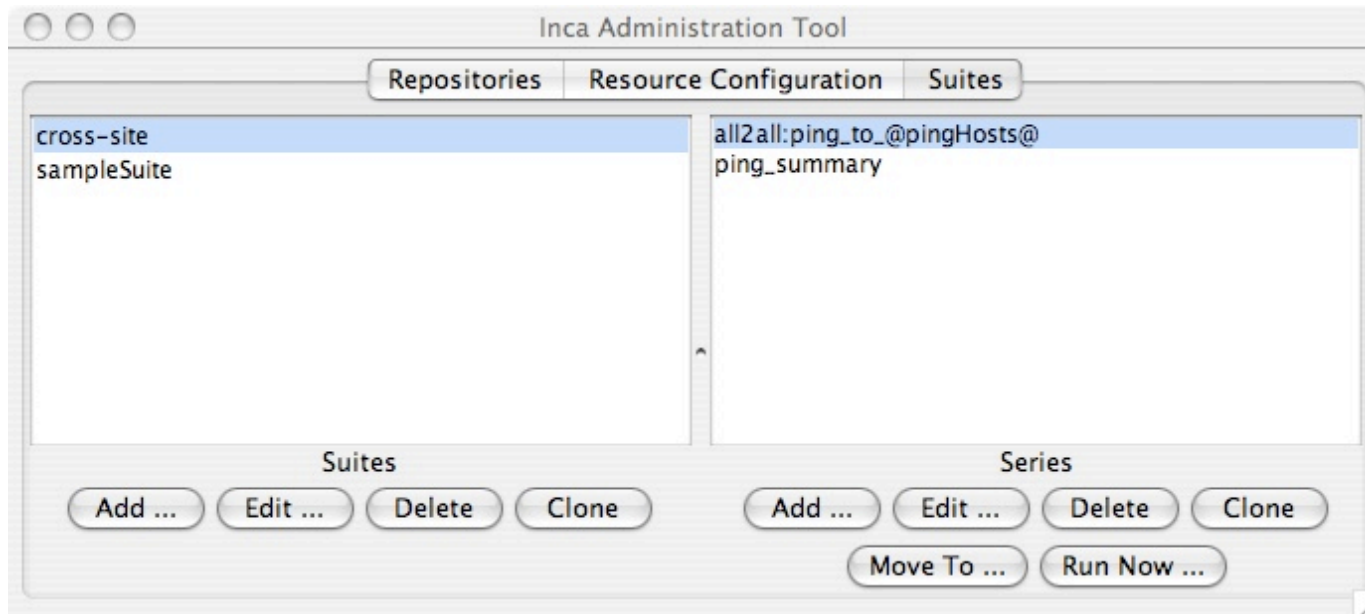 Inca Administration Tool
Repositories Resource Configuration Suites
cross-site
sampleSuite
all2all:ping_to_@pingHosts@
ping_summary
Suites
Add ... Edit ... Delete Clone
Series
Add ... Edit ... Delete Clone
Move To ... Run Now ...